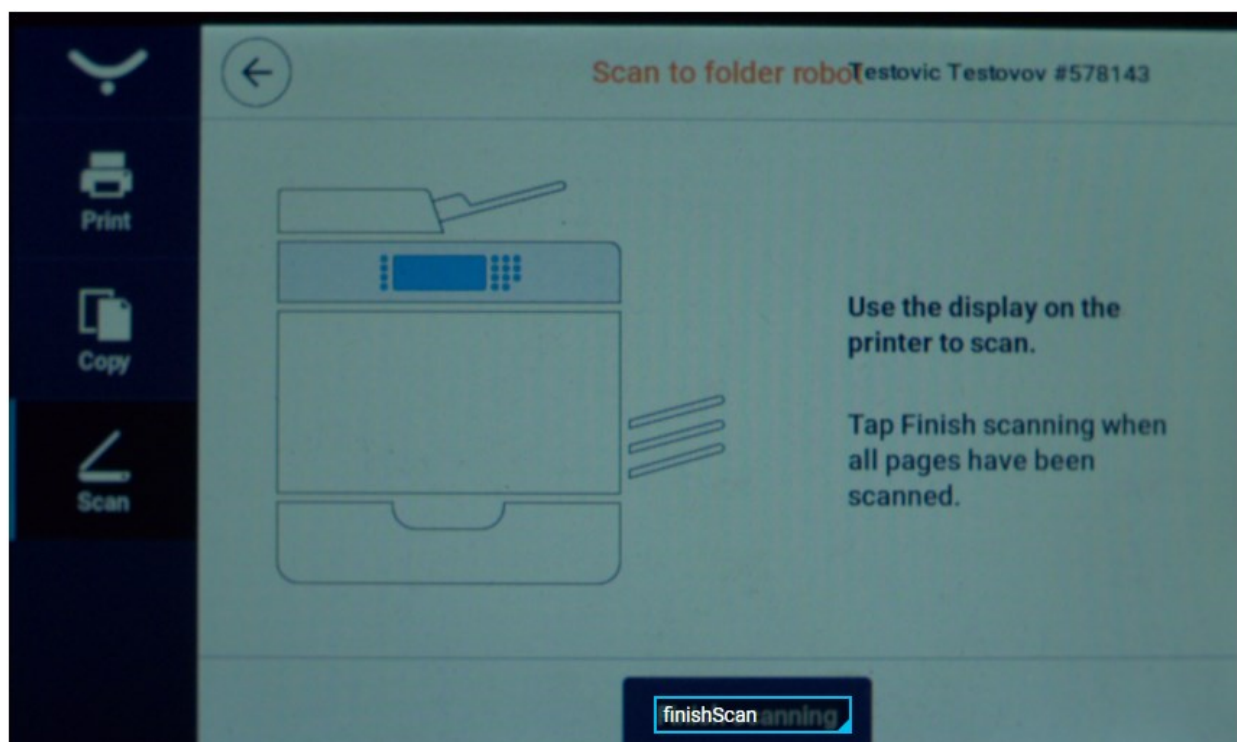 Scan to folder robot
Testovic Testovov #578143
Print
Copy
Scan
Use the display on the
printer to scan.
Tap Finish scanning when
all pages have been
scanned.
finishScan
anning